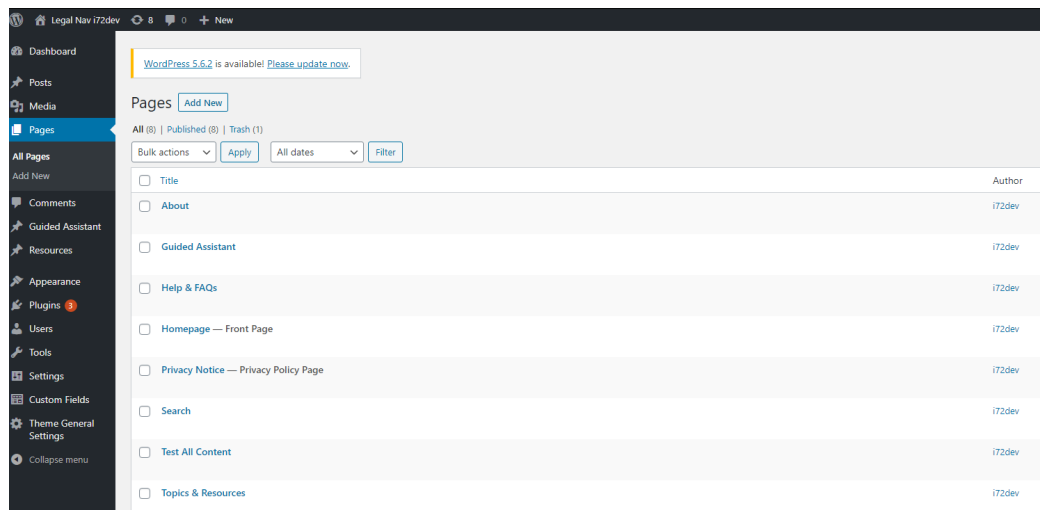 Legal Nav i72dev 8 0 + New
Dashboard
Posts
Media
Pages
All Pages
Add New
Comments
Guided Assistant
Resources
Appearance
Plugins 3
Users
Tools
Settings
Custom Fields
Theme General
Settings
Collapse menu
WordPress 5.6.2 is available! Please update now.
Pages Add New
All (8) | Published (8) | Trash (1)
Bulk actions Apply All dates Filter
Title Author
About i72dev
Guided Assistant i72dev
Help & FAQs i72dev
Homepage — Front Page i72dev
Privacy Notice — Privacy Policy Page i72dev
Search i72dev
Test All Content i72dev
Topics & Resources i72dev